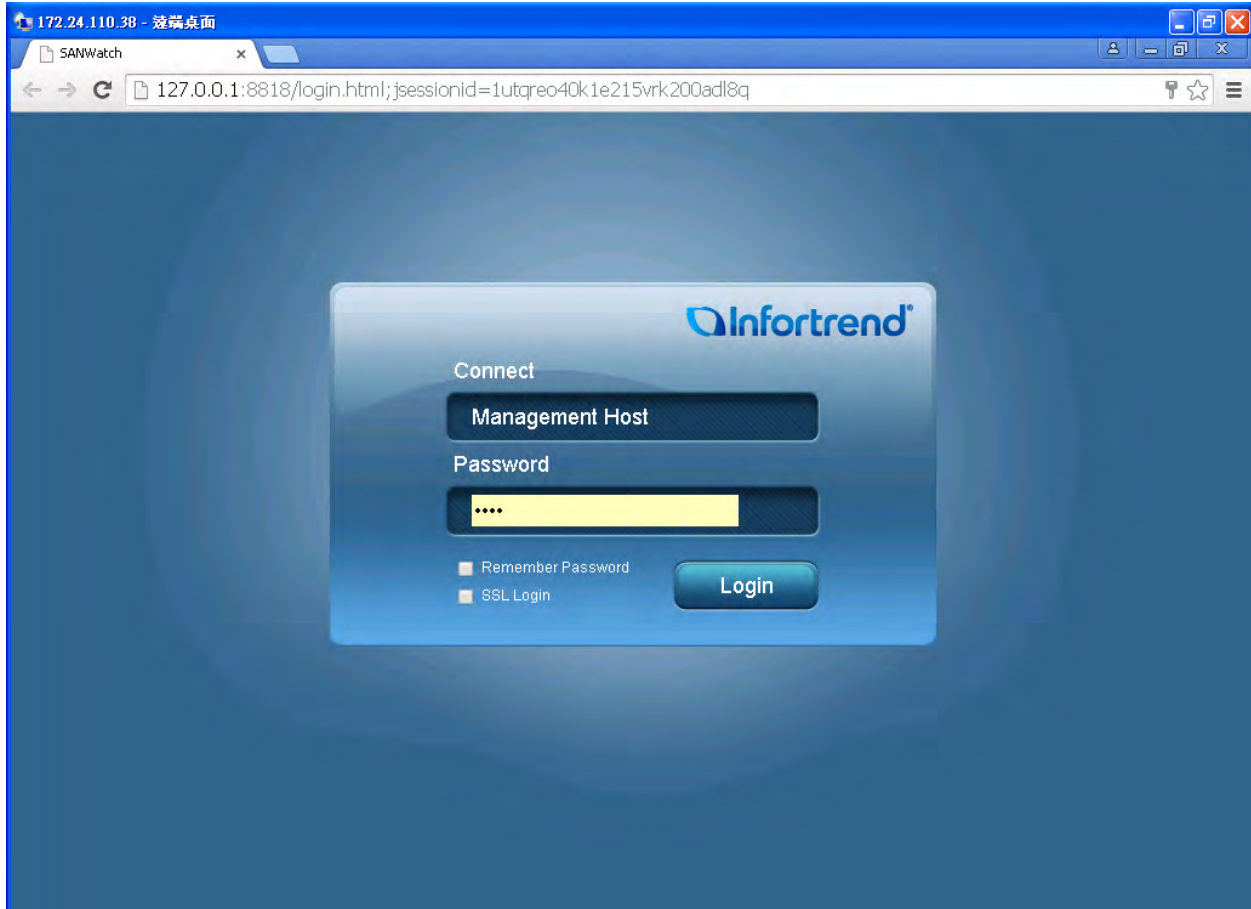 172.24.110.38 - 遠端桌面
SANWatch
127.0.0.1:8818/login.html;jsessionid=1utqreo40k1e215vrk200adl8q
Infortrend®
Connect
Management Host
Password
••••
Remember Password
SSL Login
Login